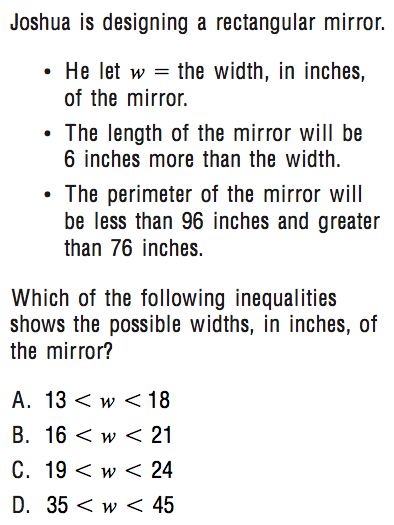 Joshua is designing a rectangular mirror.
• He let w = the width, in inches,
of the mirror.
• The length of the mirror will be
6 inches more than the width.
• The perimeter of the mirror will
be less than 96 inches and greater
than 76 inches.
Which of the following inequalities
shows the possible widths, in inches, of
the mirror?
A. 13 < w < 18
B. 16 < w < 21
C. 19 < w < 24
D. 35 < w < 45